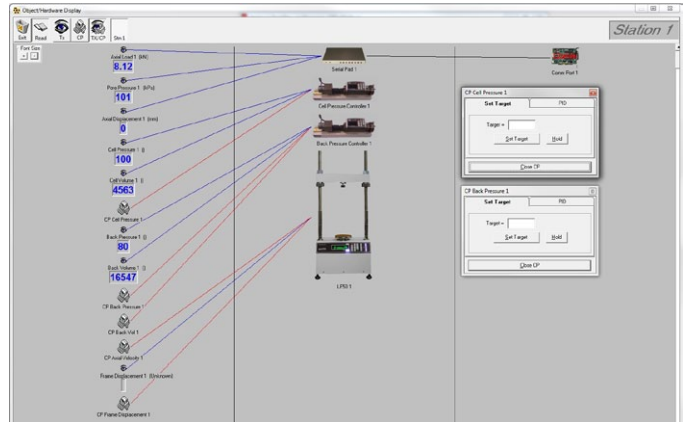 Object/Hardware Display
Exit Read Tx CP TX/CP Stn 1
Station 1
Font Size
- +
Axial Load 1 (kN)
8.12
Pore Pressure 1 (kPa)
101
Axial Displacement 1 (mm)
0
Cell Pressure 1 ()
100
Cell Volume 1 ()
4563
CP Cell Pressure 1
Back Pressure 1 ()
80
Back Volume 1 ()
16547
CP Back Pressure 1
CP Back Vol 1
CP Axial Velocity 1
Frame Displacement 1 (Unknown)
CP Frame Displacement 1
Serial Pad 1
Cell Pressure Controller 1
Back Pressure Controller 1
Comm Port 1
CP Cell Pressure 1
Set Target PID
Target =
Set Target Hold
Close CP
CP Back Pressure 1
Set Target PID
Target =
Set Target Hold
Close CP